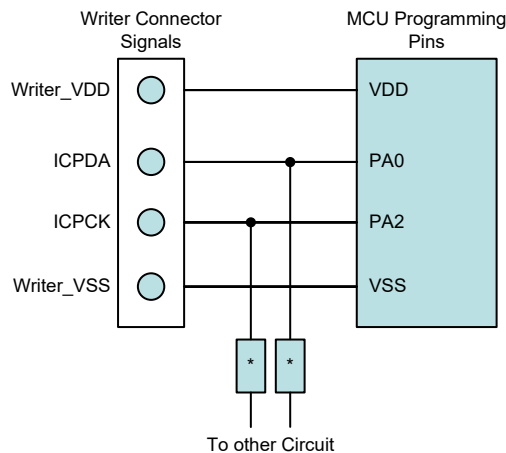 Writer Connector
Signals
MCU Programming
Pins
Writer_VDD
VDD
ICPDA
PA0
ICPCK
PA2
Writer_VSS
VSS
*
*
To other Circuit